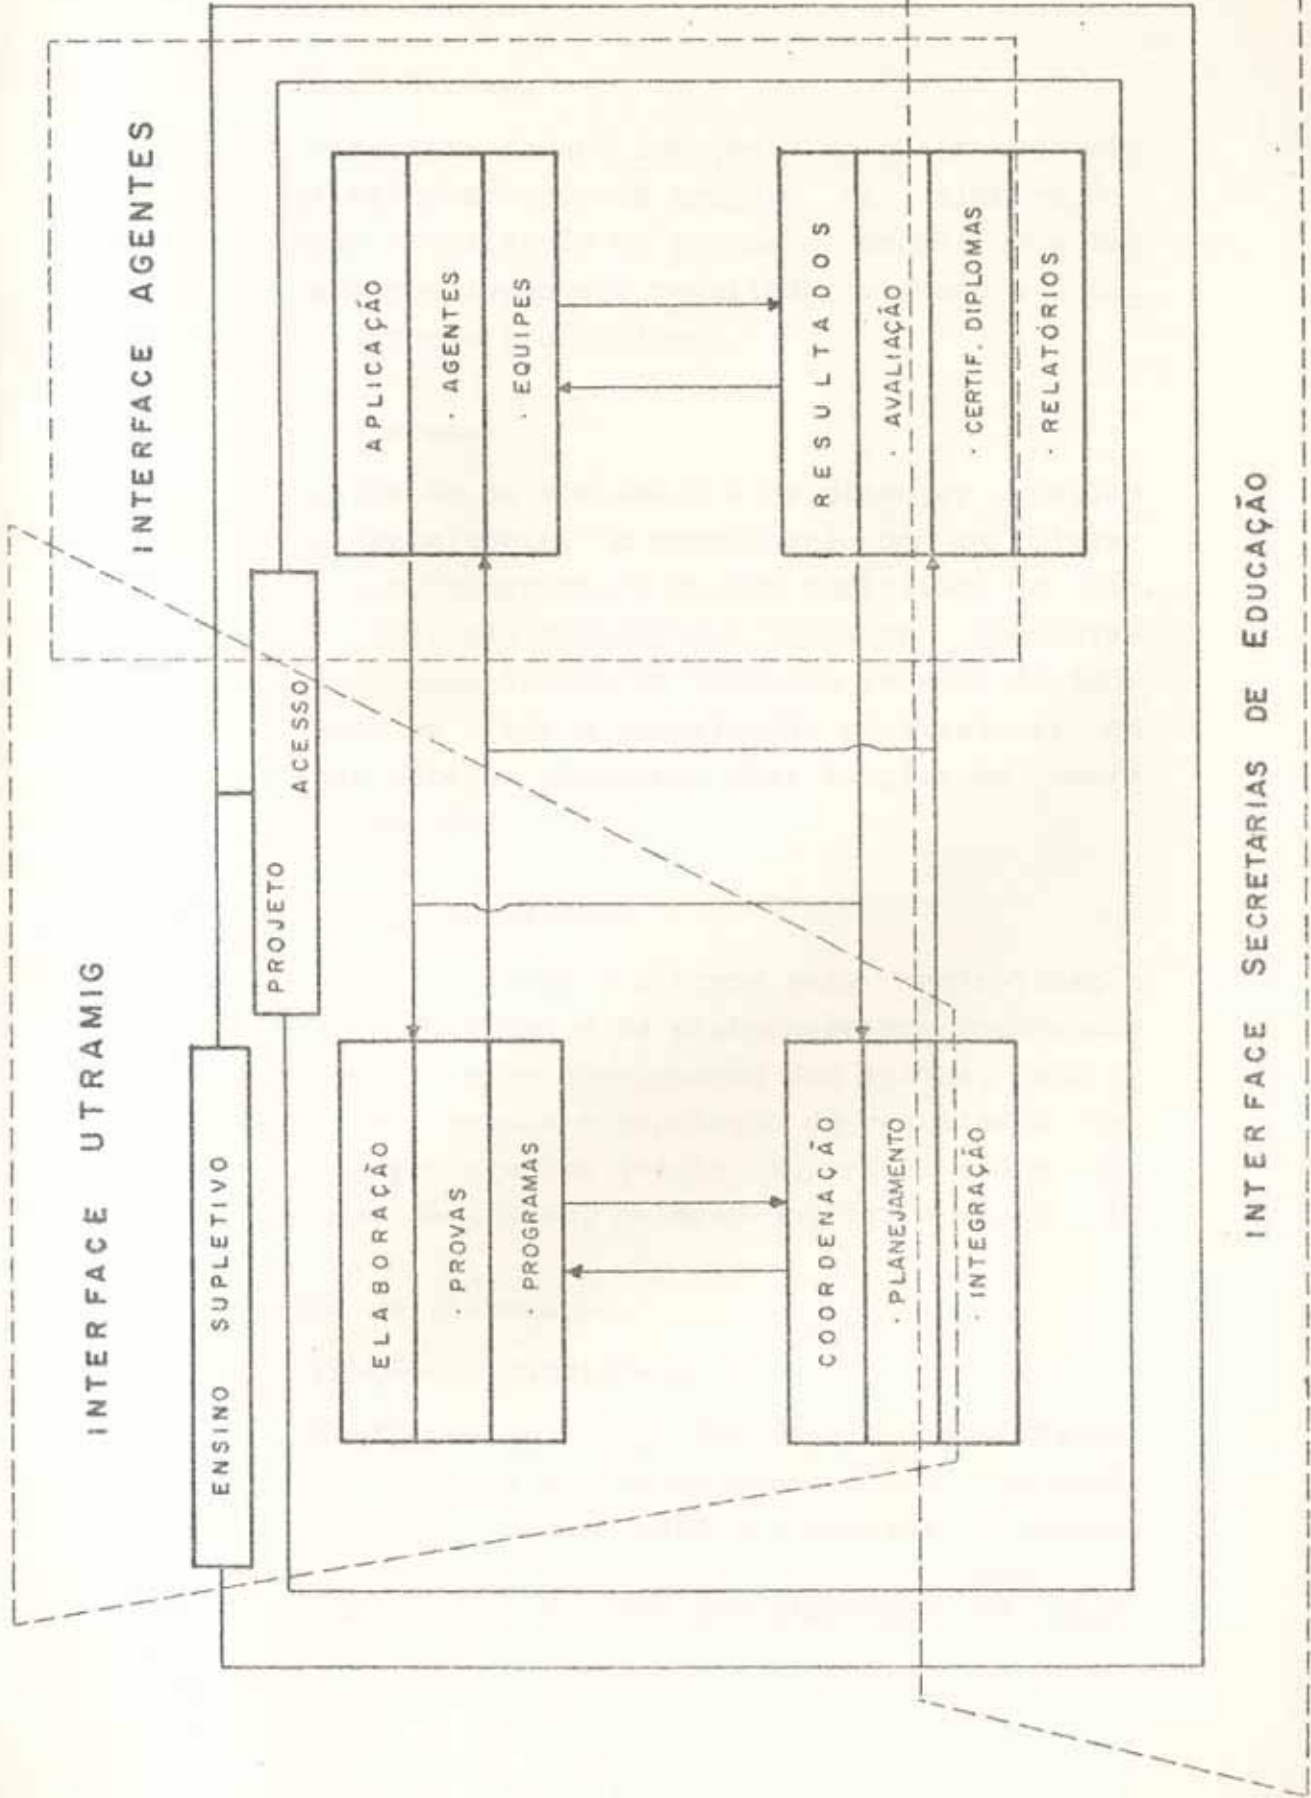 INTERFACE UTRAMIG
INTERFACE AGENTES
ENSINO SUPLETIVO
PROJETO ACESSO
ELABORAÇÃO
· PROVAS
· PROGRAMAS
APLICAÇÃO
· AGENTES
· EQUIPES
COORDENAÇÃO
· PLANEJAMENTO
· INTEGRAÇÃO
RESULTADOS
· AVALIAÇÃO
· CERTIF. DIPLOMAS
· RELATÓRIOS
INTERFACE SECRETARIAS DE EDUCAÇÃO